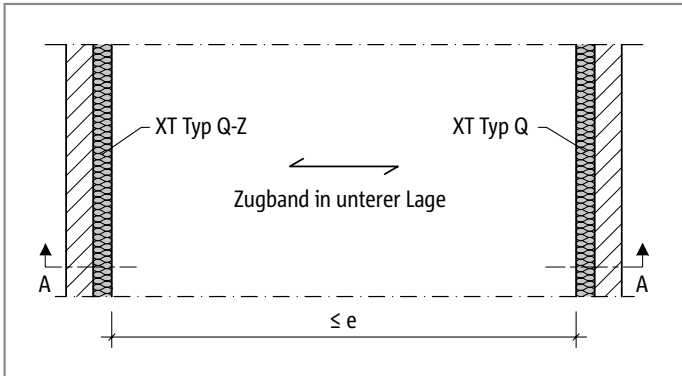 XT Typ Q-Z
XT Typ Q
Zugband in unterer Lage
A
A
≤ e